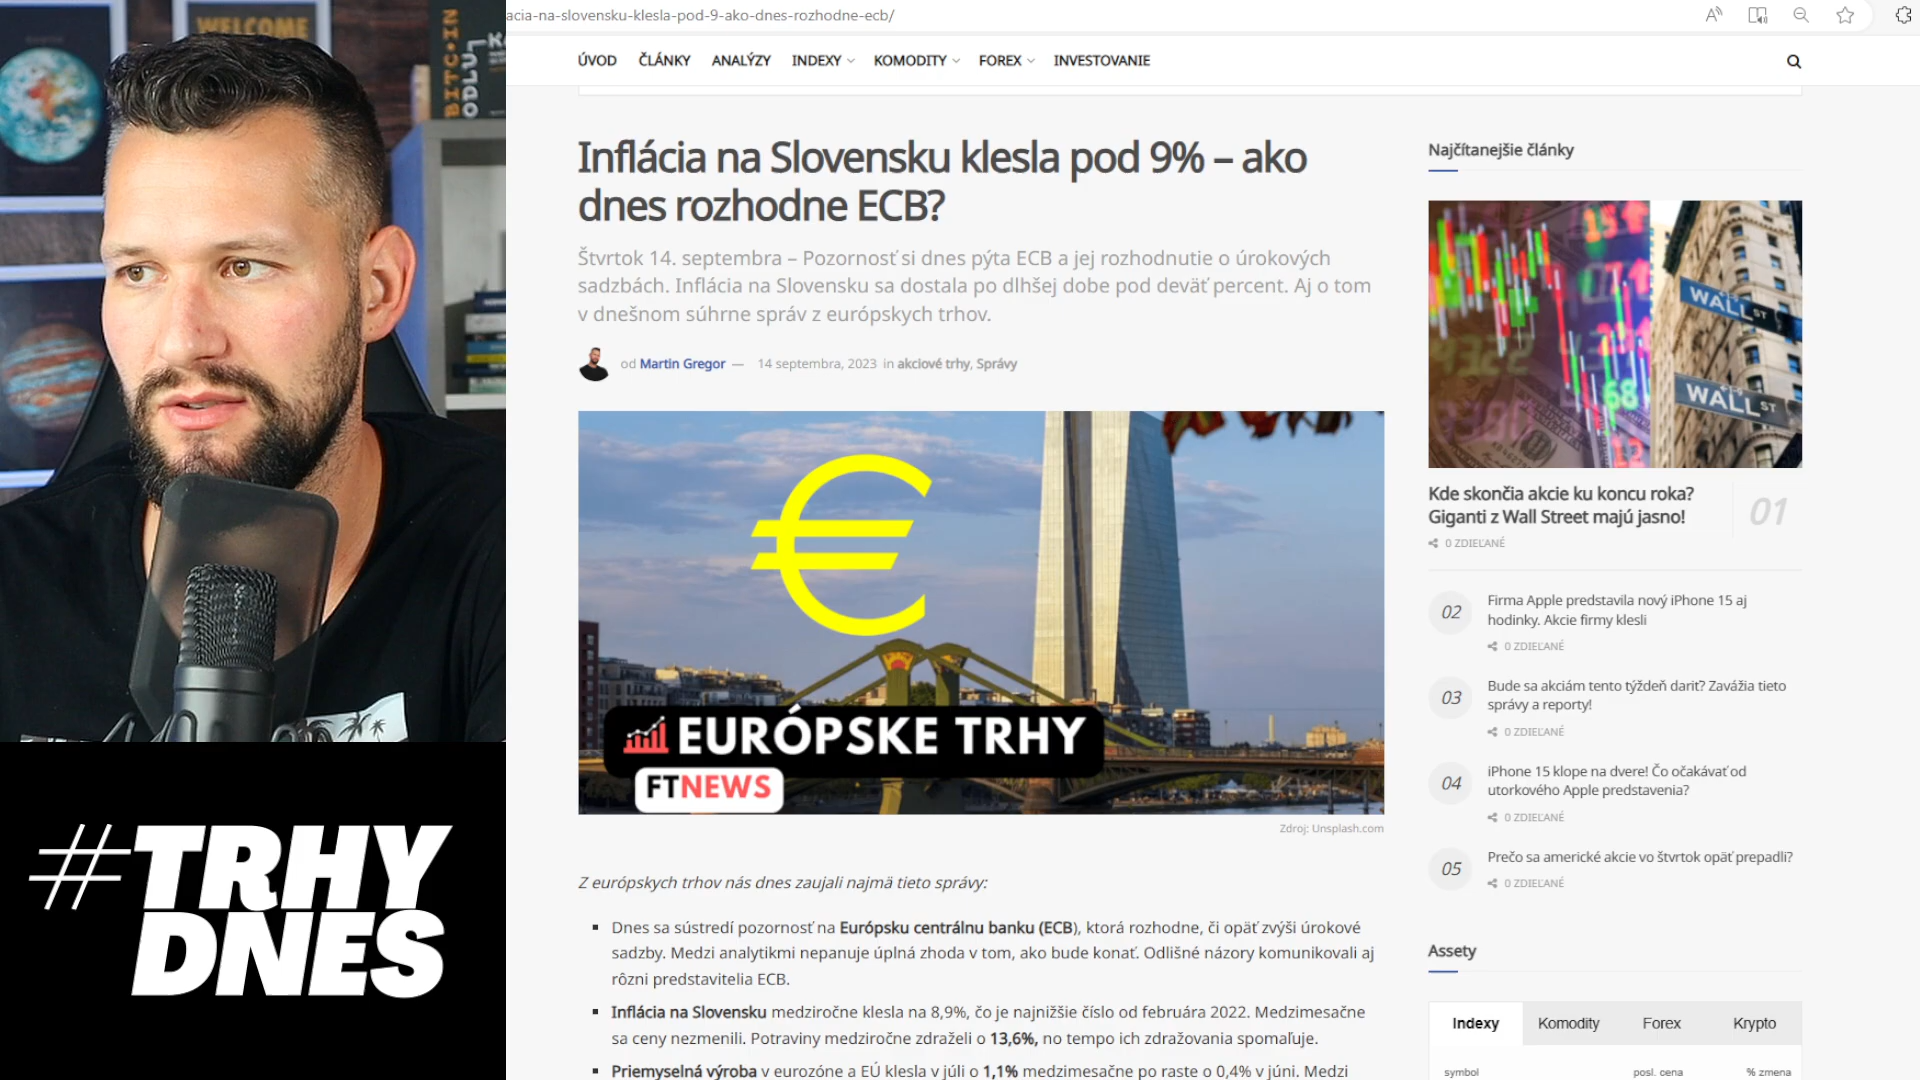 WELCOME
BITC•IN
ODLU
KA
acia-na-slovensku-klesla-pod-9-ako-dnes-rozhodne-ecb/
ÚVOD
ČLÁNKY
ANALÝZY
INDEXY
KOMODITY
FOREX
INVESTOVANIE
Inflácia na Slovensku klesla pod 9% – ako
dnes rozhodne ECB?
Štvrtok 14. septembra – Pozornosť si dnes pýta ECB a jej rozhodnutie o úrokových
sadzbách. Inflácia na Slovensku sa dostala po dlhšej dobe pod deväť percent. Aj o tom
v dnešnom súhrne správ z európskych trhov.
od Martin Gregor — 14 septembra, 2023 in akciové trhy, Správy
EURÓPSKE TRHY
FTNEWS
Zdroj: Unsplash.com
Z európskych trhov nás dnes zaujali najmä tieto správy:
▪ Dnes sa sústredí pozornosť na Európsku centrálnu banku (ECB), ktorá rozhodne, či opäť zvýši úrokové
sadzby. Medzi analytikmi nepanuje úplná zhoda v tom, ako bude konať. Odlišné názory komunikovali aj
rôzni predstavitelia ECB.
▪ Inflácia na Slovensku medziročne klesla na 8,9%, čo je najnižšie číslo od februára 2022. Medzimesačne
sa ceny nezmenili. Potraviny medziročne zdraželi o 13,6%, no tempo ich zdražovania spomaľuje.
▪ Priemyselná výroba v eurozóne a EÚ klesla v júli o 1,1% medzimesačne po raste o 0,4% v júni. Medzi
Najčítanejšie články
WALL ST
WALL ST
Kde skončia akcie ku koncu roka?
Giganti z Wall Street majú jasno!
01
0 ZDIEĽANÉ
02
Firma Apple predstavila nový iPhone 15 aj
hodinky. Akcie firmy klesli
0 ZDIEĽANÉ
03
Bude sa akciám tento týždeň dariť? Zavážia tieto
správy a reporty!
0 ZDIEĽANÉ
04
iPhone 15 klope na dvere! Čo očakávať od
utorkového Apple predstavenia?
0 ZDIEĽANÉ
05
Prečo sa americké akcie vo štvrtok opäť prepadli?
0 ZDIEĽANÉ
Assety
Indexy
Komodity
Forex
Krypto
symbol
posl. cena
% zmena
#TRHY
DNES